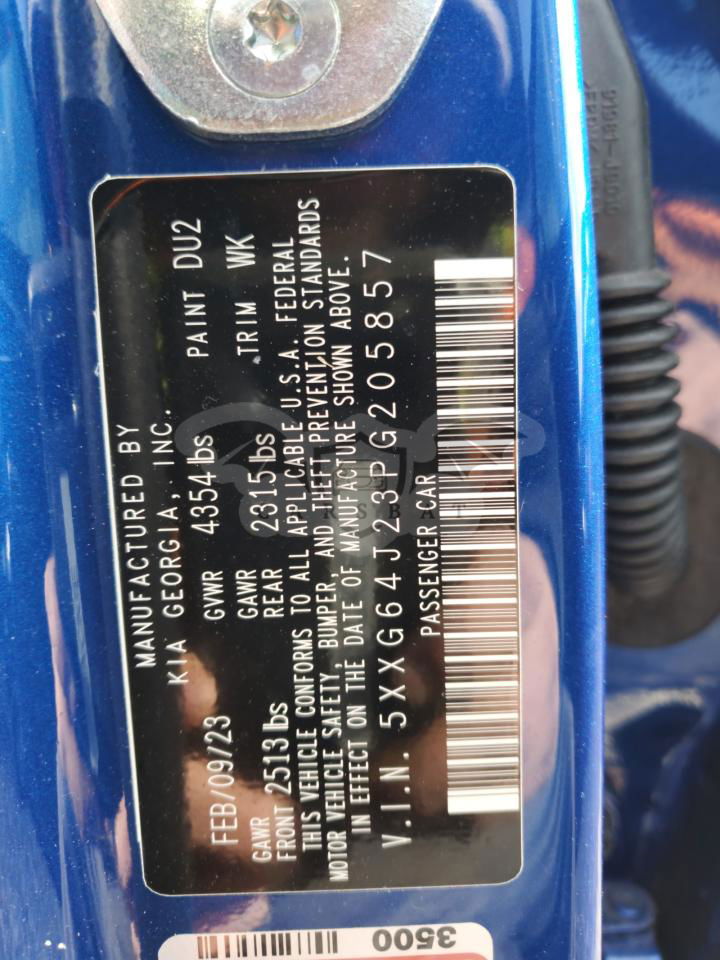 MANUFACTURED BY
KIA GEORGIA, INC.
FEB/09/23 GVWR 4354 lbs PAINT DU2
GAWR FRONT 2513 lbs GAWR REAR 2315 lbs TRIM WK
THIS VEHICLE CONFORMS TO ALL APPLICABLE U.S.A. FEDERAL
MOTOR VEHICLE SAFETY, BUMPER, AND THEFT PREVENTION STANDARDS
IN EFFECT ON THE DATE OF MANUFACTURE SHOWN ABOVE.
V.I.N. 5XXG64J23PG205857
PASSENGER CAR
3500